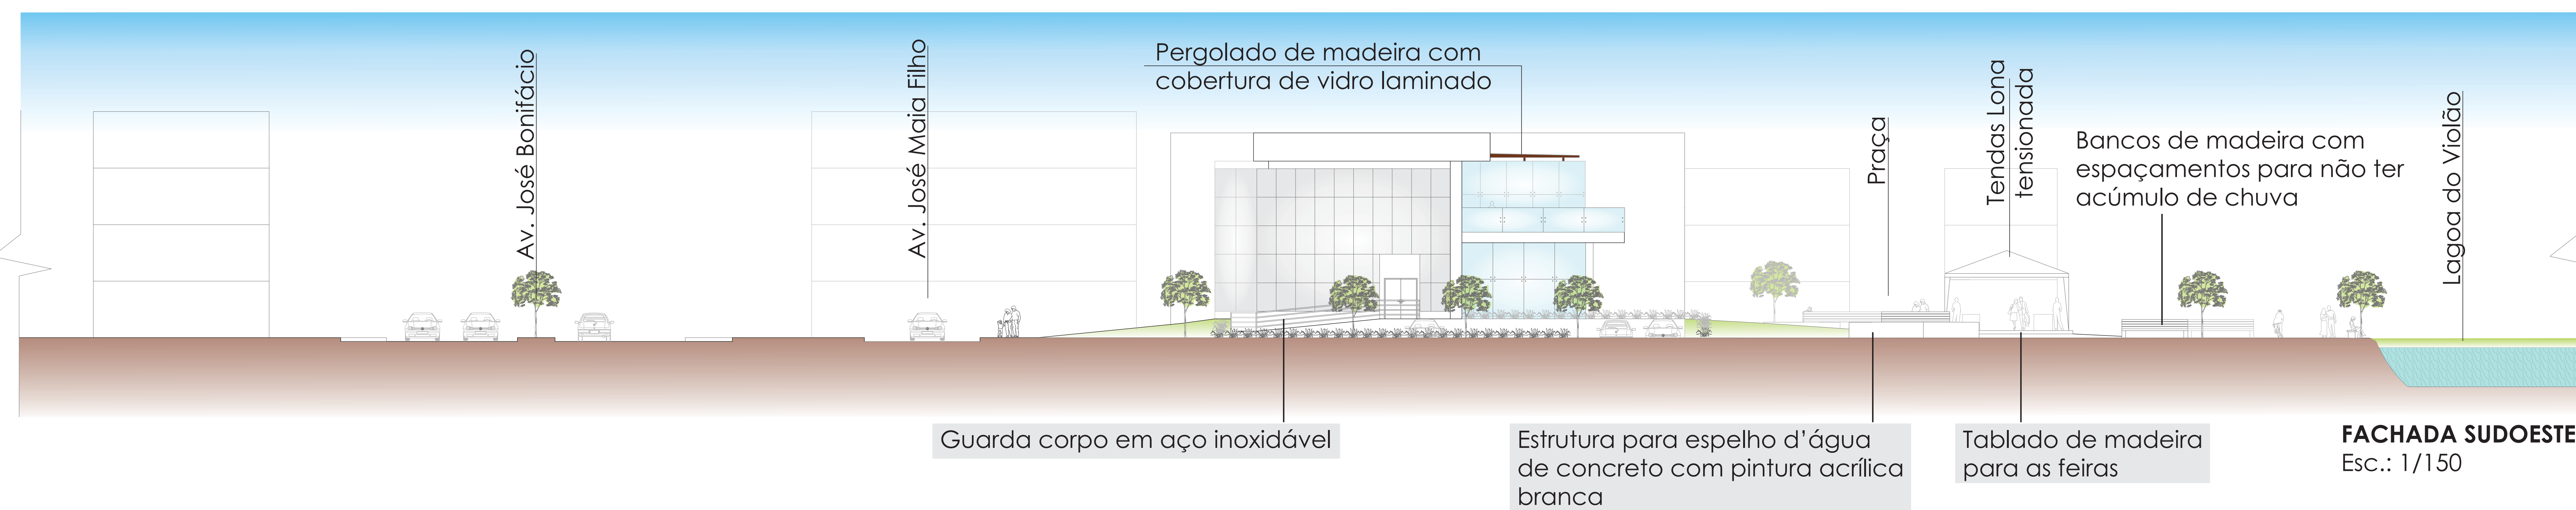 Av. José Bonifácio
Av. José Maia Filho
Pergolado de madeira com
cobertura de vidro laminado
Praça
Tendas Lona
tensionada
Bancos de madeira com
espaçamentos para não ter
acúmulo de chuva
Lagoa do Violão
Guarda corpo em aço inoxidável
Estrutura para espelho d'água
de concreto com pintura acrílica
branca
Tablado de madeira
para as feiras
FACHADA SUDOESTE
Esc.: 1/150